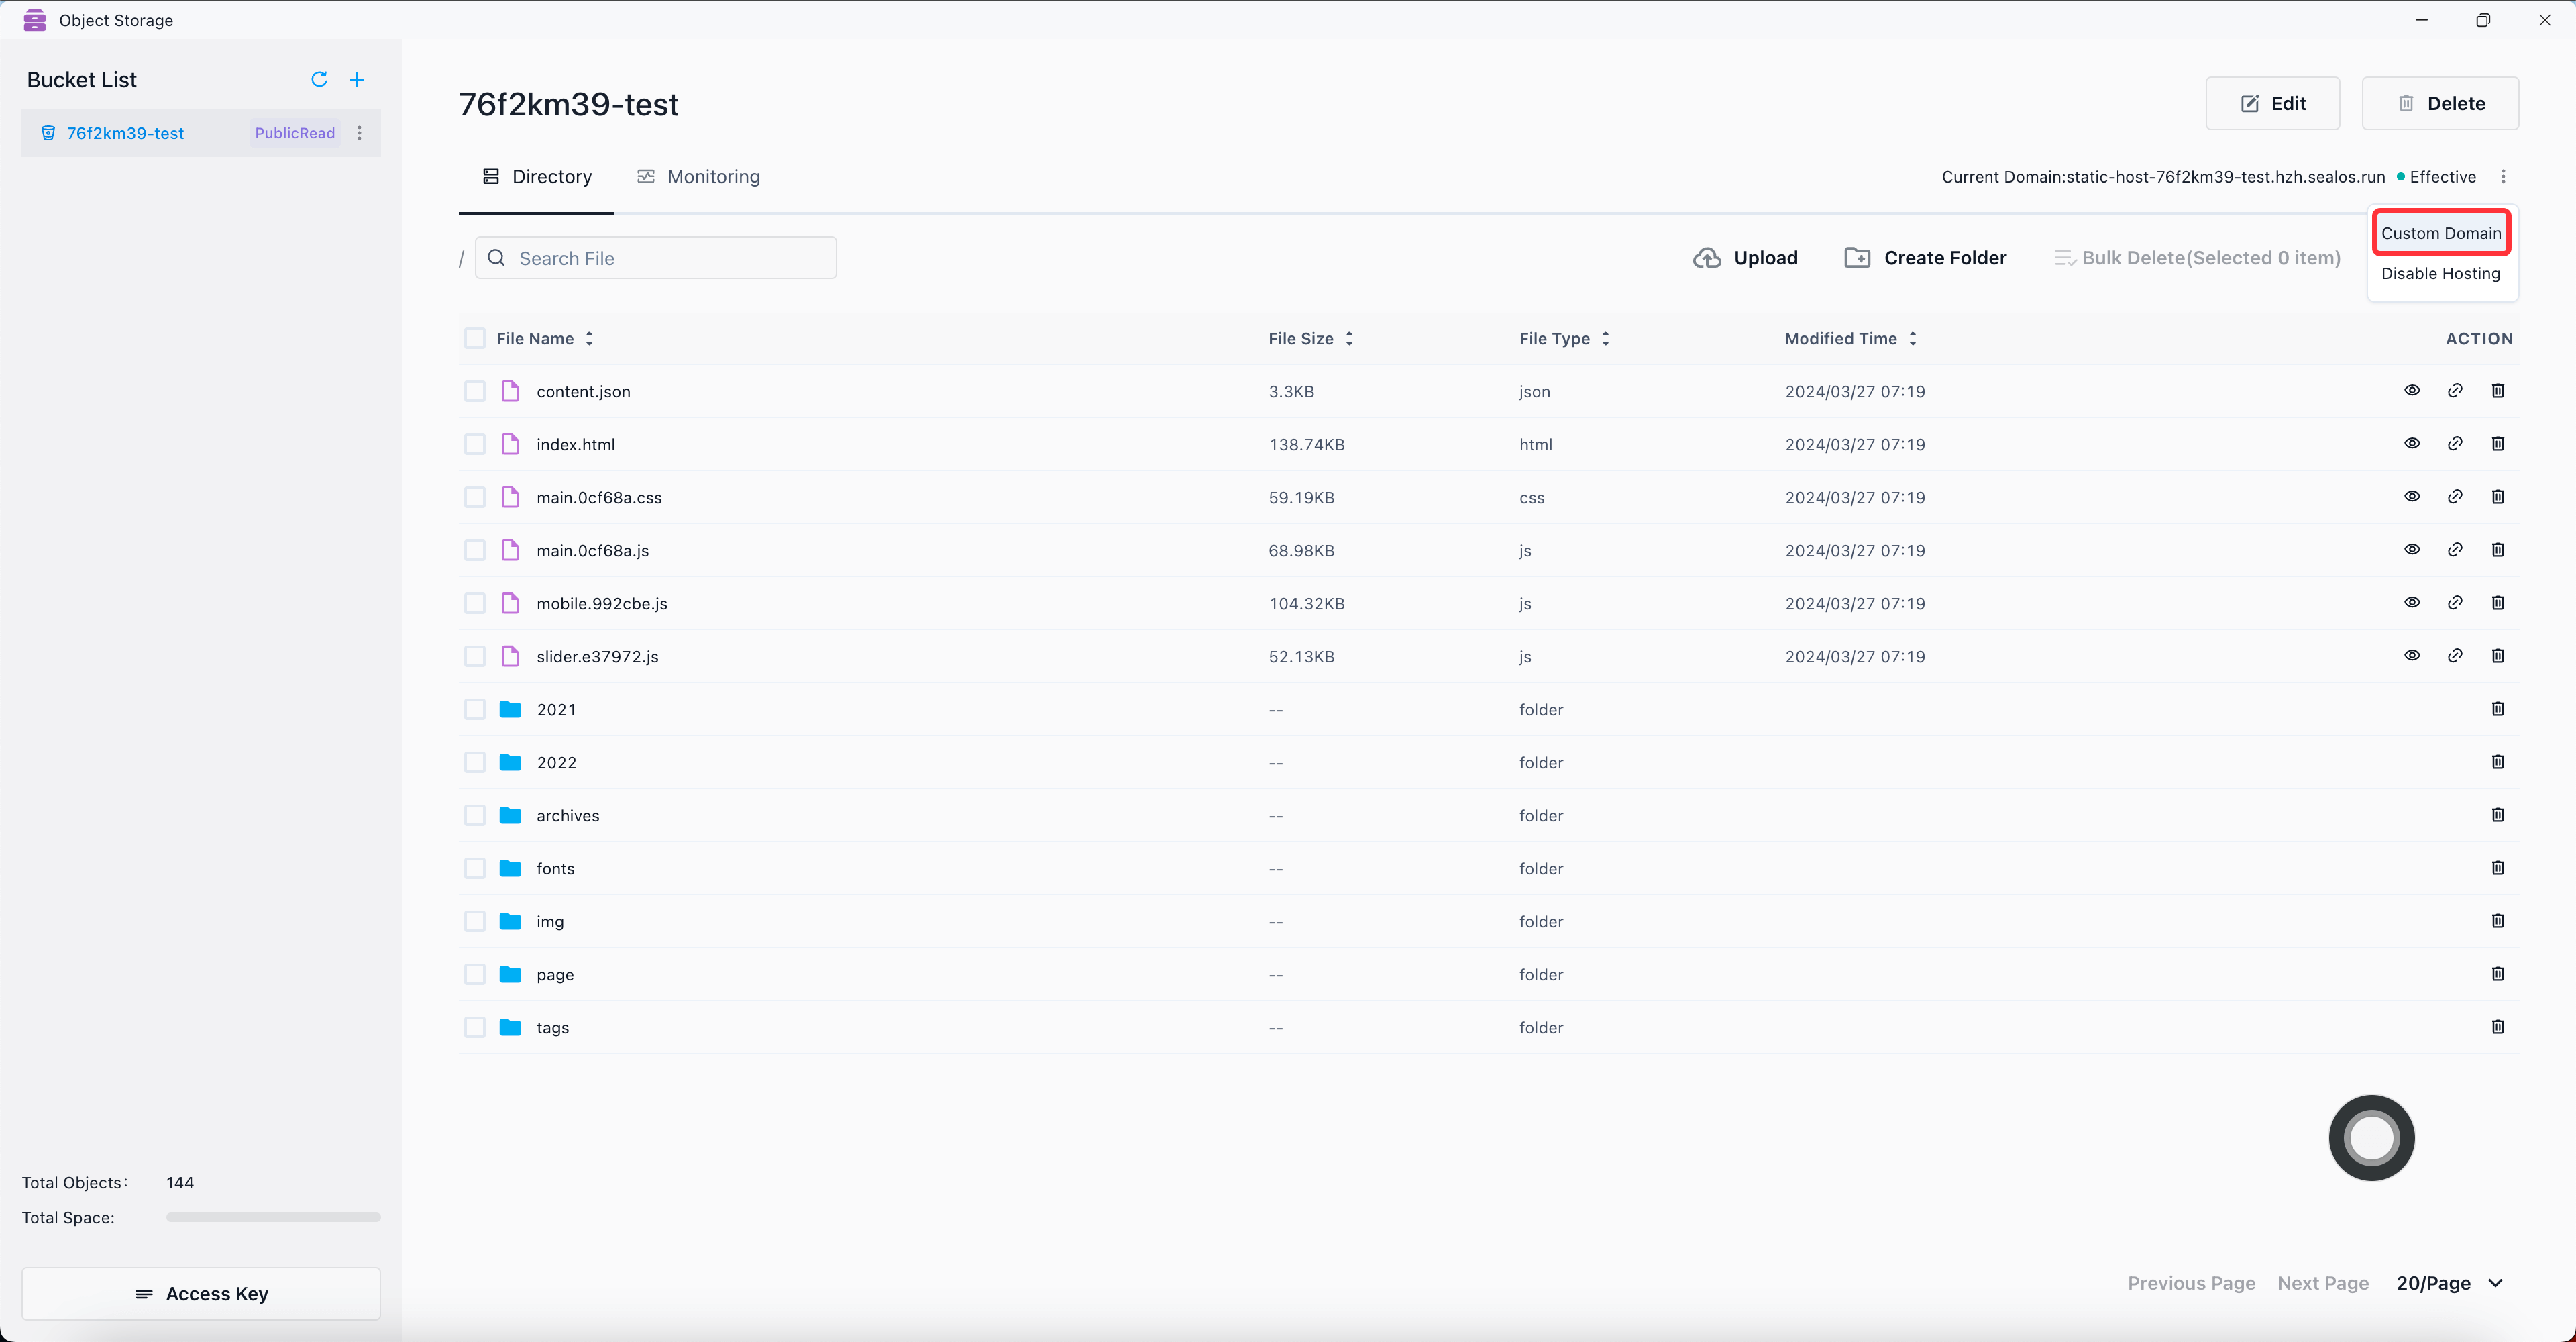 Object Storage
Bucket List
76f2km39-test PublicRead
76f2km39-test
Edit Delete
Directory Monitoring
Current Domain:static-host-76f2km39-test.hzh.sealos.run Effective
Custom Domain
Disable Hosting
/ Search File Upload Create Folder Bulk Delete(Selected 0 item)
File Name File Size File Type Modified Time ACTION
content.json 3.3KB json 2024/03/27 07:19
index.html 138.74KB html 2024/03/27 07:19
main.0cf68a.css 59.19KB css 2024/03/27 07:19
main.0cf68a.js 68.98KB js 2024/03/27 07:19
mobile.992cbe.js 104.32KB js 2024/03/27 07:19
slider.e37972.js 52.13KB js 2024/03/27 07:19
2021 -- folder
2022 -- folder
archives -- folder
fonts -- folder
img -- folder
page -- folder
tags -- folder
Total Objects: 144
Total Space:
Access Key
Previous Page Next Page 20/Page